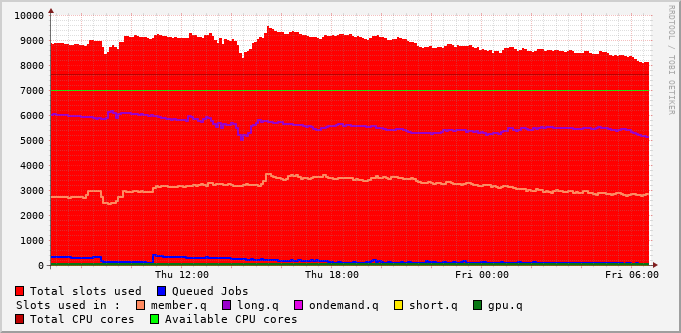 10000
9000
8000
7000
6000
5000
4000
3000
2000
1000
0
Thu 12:00 Thu 18:00 Fri 00:00 Fri 06:00
RRDTOOL / TOBI OETIKER
Total slots used Queued Jobs
Slots used in : member.q long.q ondemand.q short.q gpu.q
Total CPU cores Available CPU cores